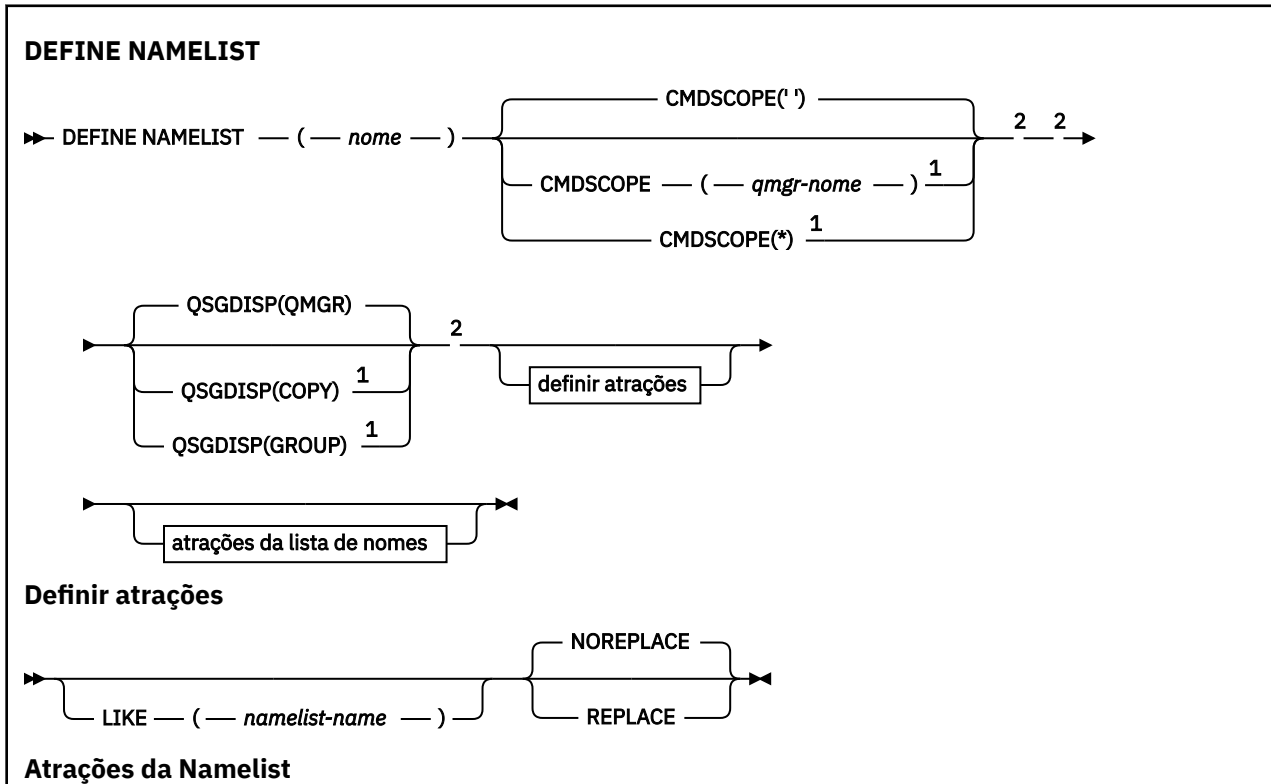 DEFINE NAMELIST
CMDSCOPE(' ')
DEFINE NAMELIST ( nome ) 2 2
CMDSCOPE ( qmgr-nome ) 1
CMDSCOPE(*) 1
QSGDISP(QMGR)
2
QSGDISP(COPY) 1
definir atrações
QSGDISP(GROUP) 1
atrações da lista de nomes
Definir atrações
NOREPLACE
LIKE ( namelist-name ) REPLACE
Atrações da Namelist